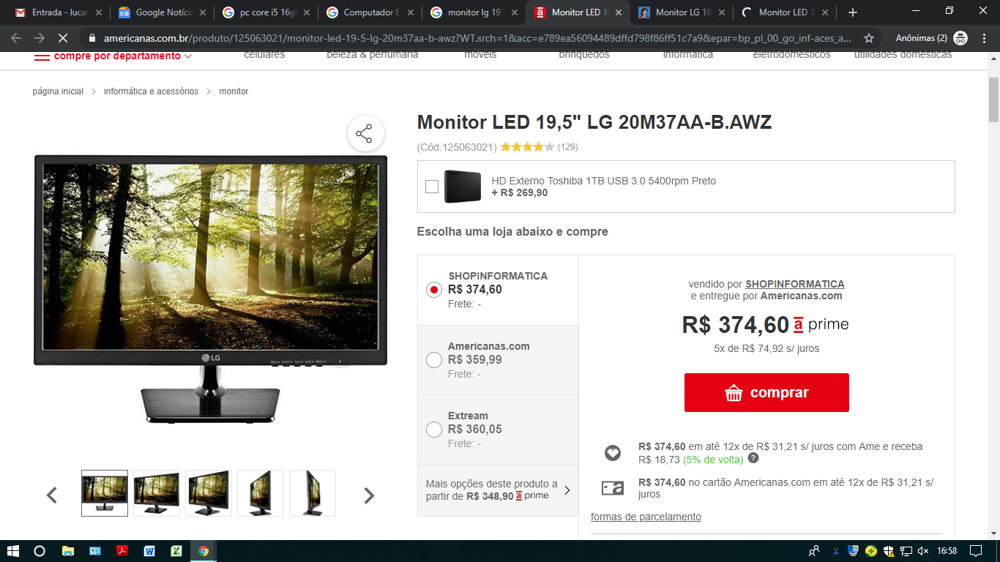 Entrada - lucas
Google Notícia
pc core i5 16g
Computador E
monitor lg 19"
Monitor LED 1
Monitor LG 19
Monitor LED 1
americanas.com.br/produto/125063021/monitor-led-19-5-lg-20m37aa-b-awz?WT.srch=1&acc=e789ea56094489dffd798f86ff51c7a9&epar=bp_pl_00_go_inf-aces_a...
Anônimas (2)
compre por departamento
celulares
beleza & perfumaria
móveis
brinquedos
informática
eletrodomésticos
utilidades domésticas
página inicial > informática e acessórios > monitor
Monitor LED 19,5" LG 20M37AA-B.AWZ
(Cód.125063021) (129)
HD Externo Toshiba 1TB USB 3.0 5400rpm Preto
+ R$ 269,90
Escolha uma loja abaixo e compre
SHOPINFORMATICA
R$ 374,60
Frete: -
Americanas.com
R$ 359,99
Frete: -
Extream
R$ 360,05
Frete: -
Mais opções deste produto a
partir de R$ 348,90 a prime
vendido por SHOPINFORMATICA
e entregue por Americanas.com
R$ 374,60 a prime
5x de R$ 74,92 s/ juros
comprar
R$ 374,60 em até 12x de R$ 31,21 s/ juros com Ame e receba
R$ 18,73 (5% de volta) ?
R$ 374,60 no cartão Americanas.com em até 12x de R$ 31,21 s/
juros
formas de parcelamento
LG
16:58